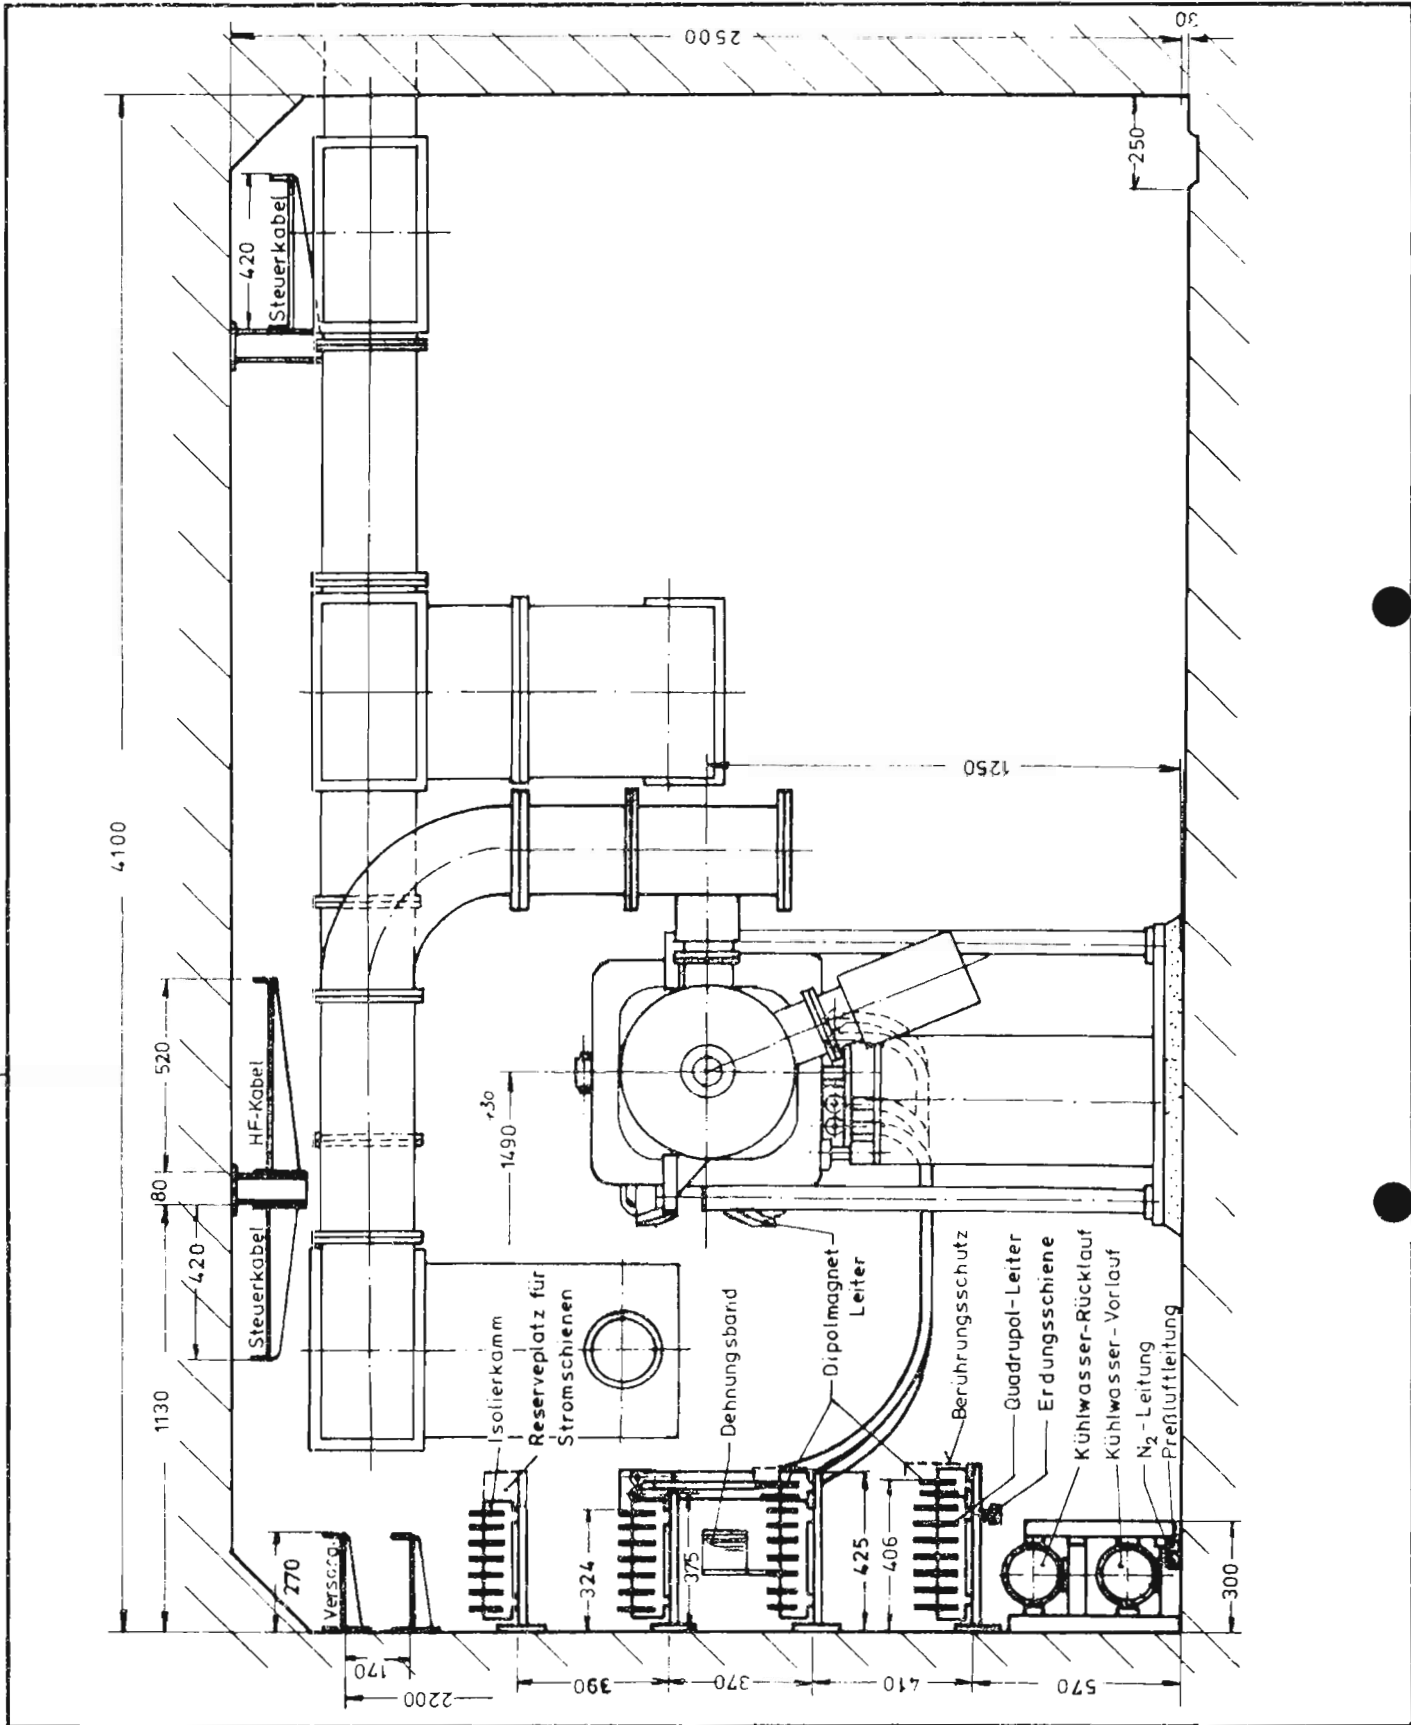 4100
1130
80
520
420
Steuerkabel
HF-Kabel
420
Steuerkabel
2500
30
250
1250
1490 +30
270
170
2200
390
370
410
570
324
375
425
406
300
Isolierkamm
Reserveplatz für
Stromschienen
Dehnungsband
Dipolmagnet
Leiter
Berührungsschutz
Quadrupol-Leiter
Erdungsschiene
Kühlwasser-Rücklauf
Kühlwasser-Vorlauf
N2-Leitung
Preßluftleitung